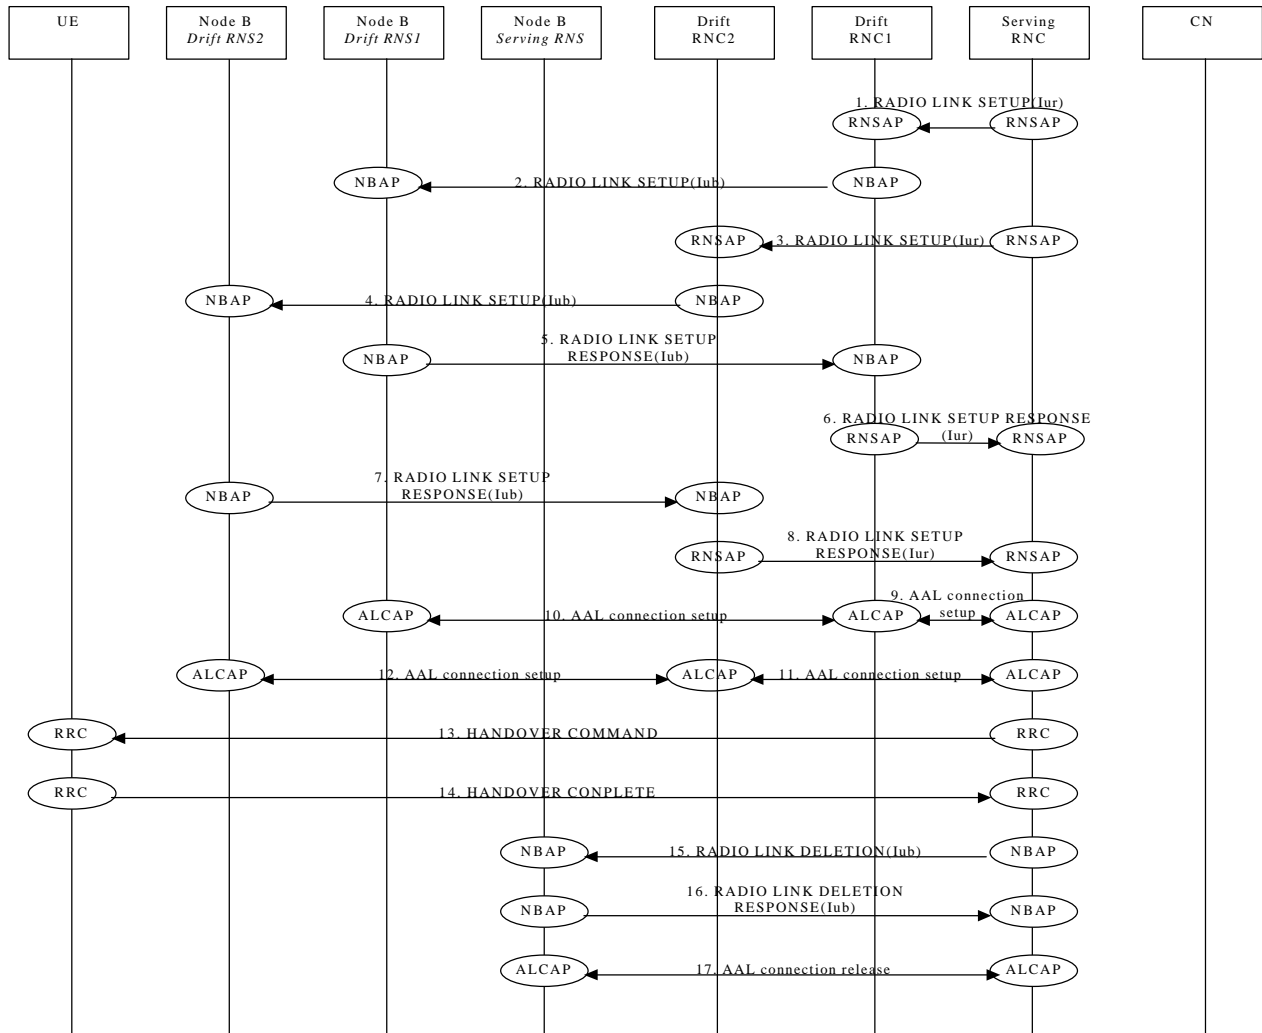 UE
Node B
Drift RNS2
Node B
Drift RNS1
Node B
Serving RNS
Drift
RNC2
Drift
RNC1
Serving
RNC
CN
1. RADIO LINK SETUP(Iur)
RNSAP
RNSAP
NBAP
2. RADIO LINK SETUP(Iub)
NBAP
RNSAP
3. RADIO LINK SETUP(Iur)
RNSAP
NBAP
4. RADIO LINK SETUP(Iub)
NBAP
5. RADIO LINK SETUP
RESPONSE(Iub)
NBAP
NBAP
6. RADIO LINK SETUP RESPONSE
(Iur)
RNSAP
RNSAP
7. RADIO LINK SETUP
RESPONSE(Iub)
NBAP
NBAP
8. RADIO LINK SETUP
RESPONSE(Iur)
RNSAP
RNSAP
9. AAL connection
setup
ALCAP
10. AAL connection setup
ALCAP
ALCAP
ALCAP
12. AAL connection setup
ALCAP
11. AAL connection setup
ALCAP
RRC
13. HANDOVER COMMAND
RRC
RRC
14. HANDOVER CONPLETE
RRC
NBAP
15. RADIO LINK DELETION(Iub)
NBAP
16. RADIO LINK DELETION
RESPONSE(Iub)
NBAP
NBAP
ALCAP
17. AAL connection release
ALCAP